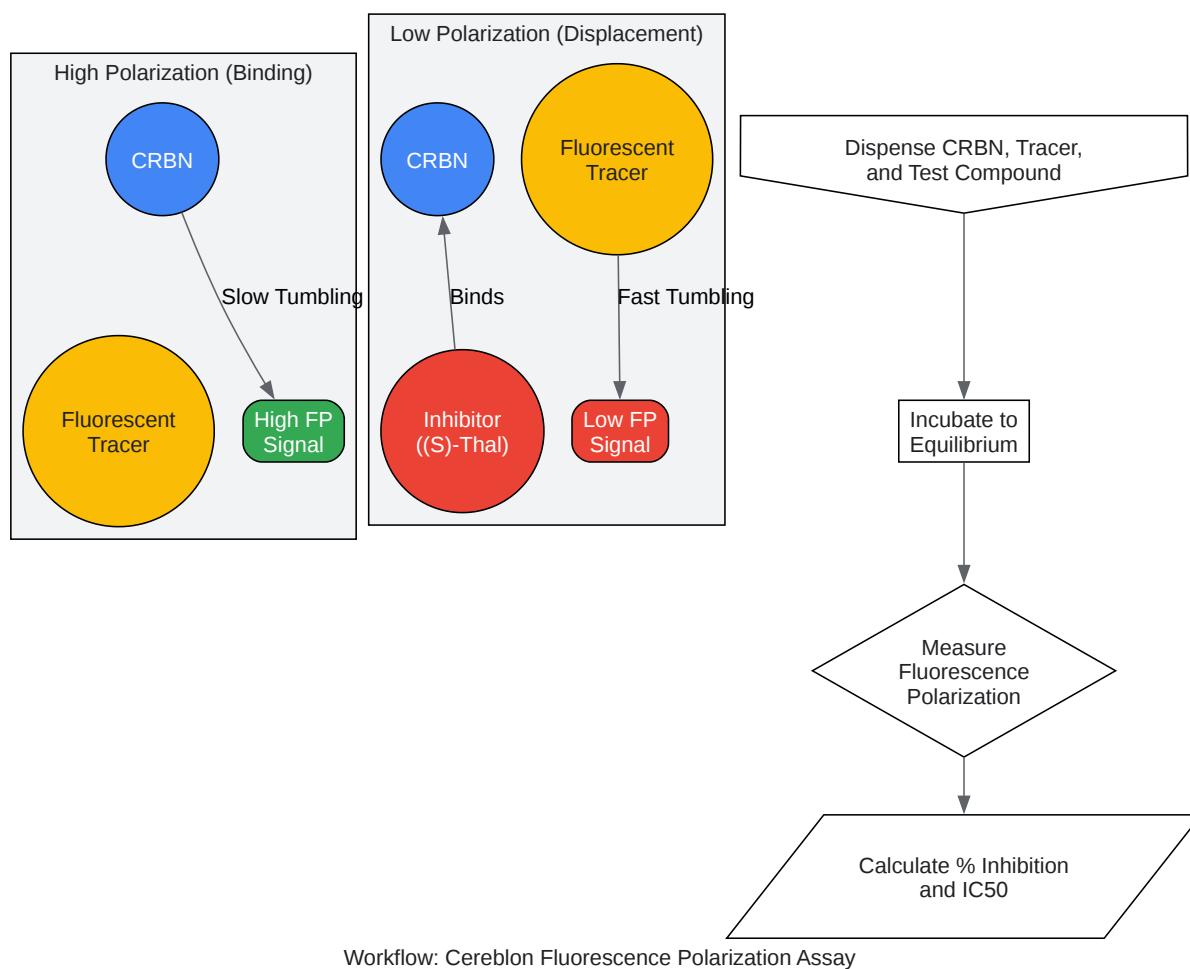 High Polarization (Binding)
CRBN
Slow Tumbling
Fluorescent
Tracer
High FP
Signal
Low Polarization (Displacement)
CRBN
Fluorescent
Tracer
Binds
Fast Tumbling
Inhibitor
((S)-Thal)
Low FP
Signal
Dispense CRBN, Tracer,
and Test Compound
Incubate to
Equilibrium
Measure
Fluorescence
Polarization
Calculate % Inhibition
and IC50
Workflow: Cereblon Fluorescence Polarization Assay